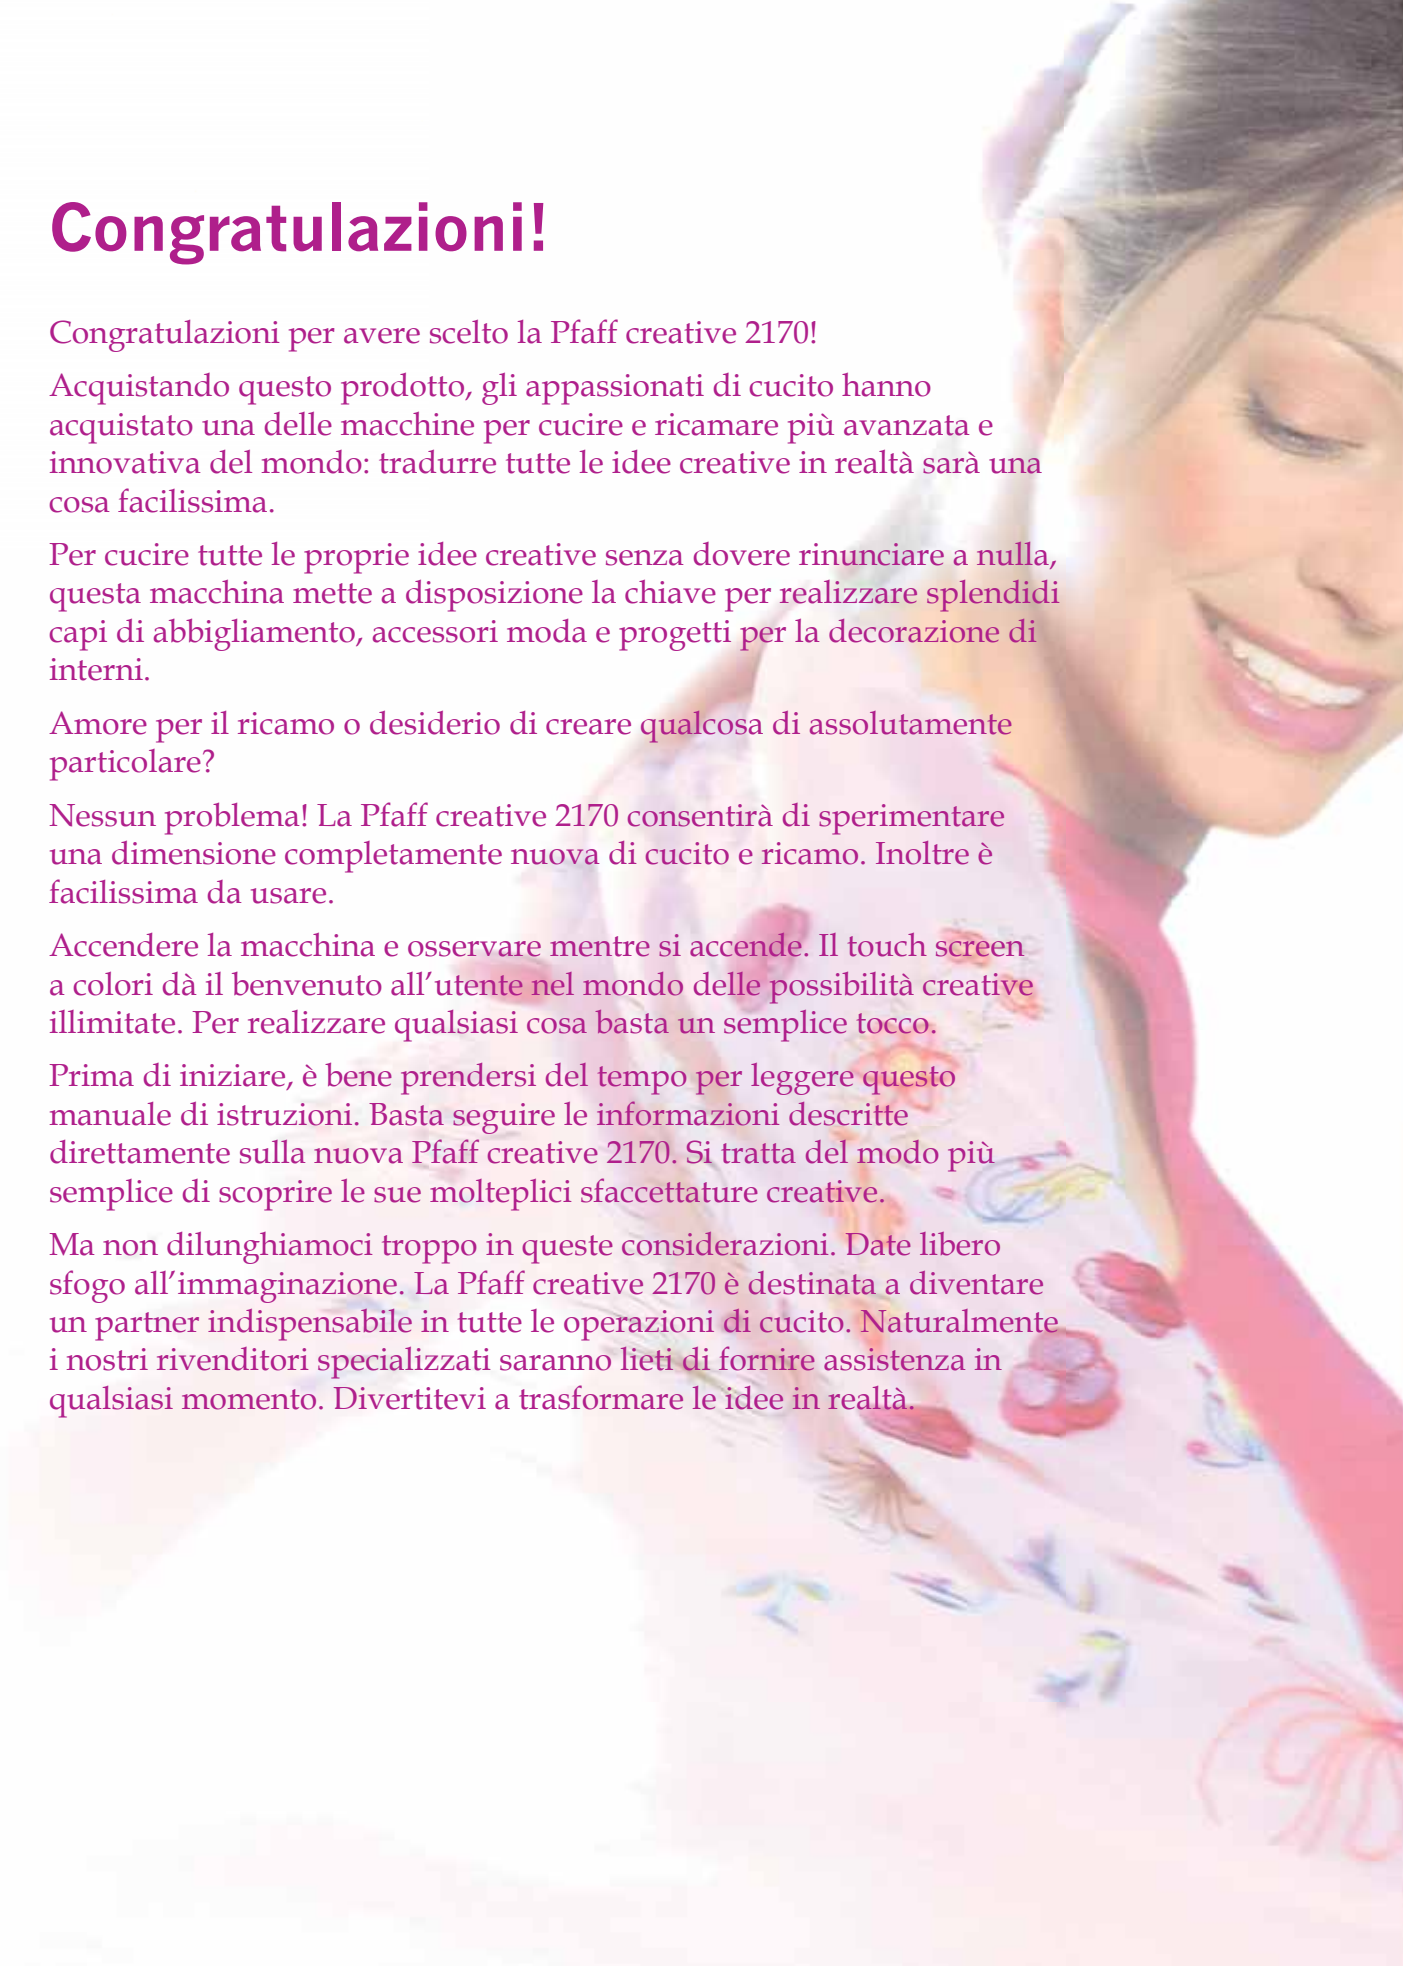 Congratulazioni!
Congratulazioni per avere scelto la Pfaff creative 2170!
Acquistando questo prodotto, gli appassionati di cucito hanno
acquistato una delle macchine per cucire e ricamare più avanzata e
innovativa del mondo: tradurre tutte le idee creative in realtà sarà una
cosa facilissima.
Per cucire tutte le proprie idee creative senza dovere rinunciare a nulla,
questa macchina mette a disposizione la chiave per realizzare splendidi
capi di abbigliamento, accessori moda e progetti per la decorazione di
interni.
Amore per il ricamo o desiderio di creare qualcosa di assolutamente
particolare?
Nessun problema! La Pfaff creative 2170 consentirà di sperimentare
una dimensione completamente nuova di cucito e ricamo. Inoltre è
facilissima da usare.
Accendere la macchina e osservare mentre si accende. Il touch screen
a colori dà il benvenuto all’utente nel mondo delle possibilità creative
illimitate. Per realizzare qualsiasi cosa basta un semplice tocco.
Prima di iniziare, è bene prendersi del tempo per leggere questo
manuale di istruzioni. Basta seguire le informazioni descritte
direttamente sulla nuova Pfaff creative 2170. Si tratta del modo più
semplice di scoprire le sue molteplici sfaccettature creative.
Ma non dilunghiamoci troppo in queste considerazioni. Date libero
sfogo all’immaginazione. La Pfaff creative 2170 è destinata a diventare
un partner indispensabile in tutte le operazioni di cucito. Naturalmente
i nostri rivenditori specializzati saranno lieti di fornire assistenza in
qualsiasi momento. Divertitevi a trasformare le idee in realtà.